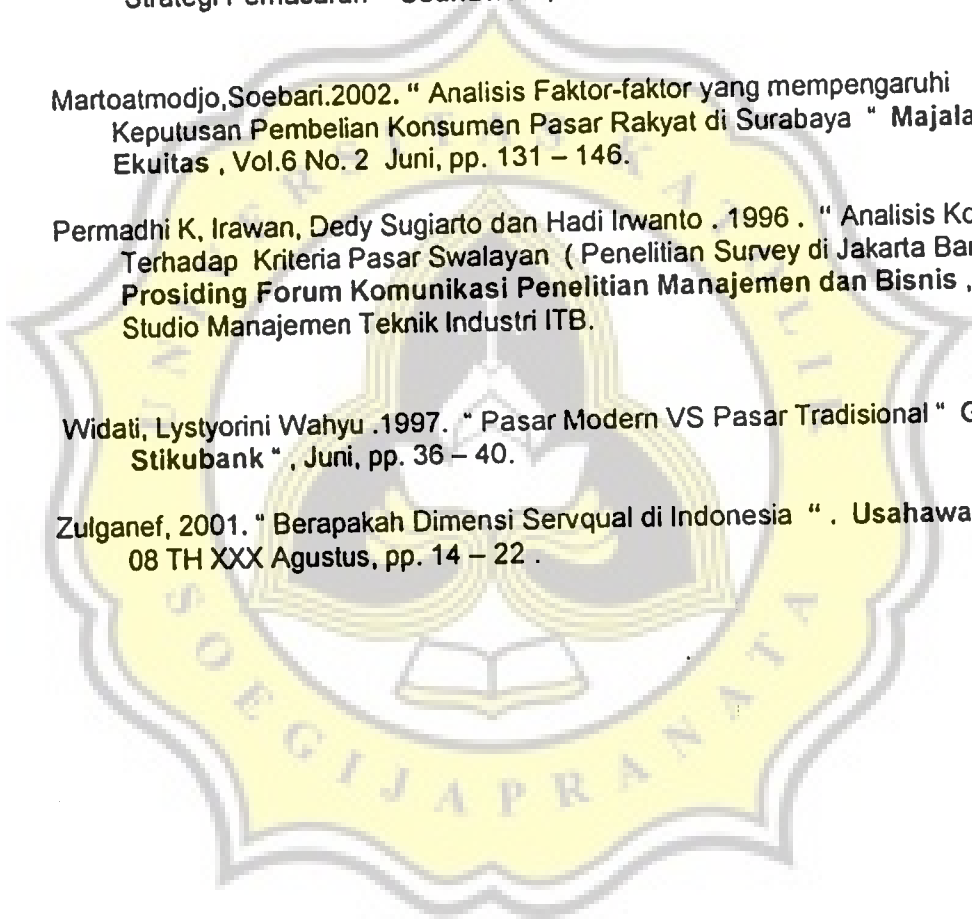 Martoatmodjo,Soebari.2002. “ Analisis Faktor-faktor yang mempengaruhi
Keputusan Pembelian Konsumen Pasar Rakyat di Surabaya “ Majala
Ekuitas , Vol.6 No. 2 Juni, pp. 131 – 146.
Permadhi K, Irawan, Dedy Sugiarto dan Hadi Irwanto . 1996 . “ Analisis Ko
Terhadap Kriteria Pasar Swalayan ( Penelitian Survey di Jakarta Bar
Prosiding Forum Komunikasi Penelitian Manajemen dan Bisnis ,
Studio Manajemen Teknik Industri ITB.
Widati, Lystyorini Wahyu .1997. “ Pasar Modern VS Pasar Tradisional “ G
Stikubank “ , Juni, pp. 36 – 40.
Zulganef, 2001. “ Berapakah Dimensi Servqual di Indonesia “ . Usahawa
08 TH XXX Agustus, pp. 14 – 22 .
SOEGIJAPRANATA